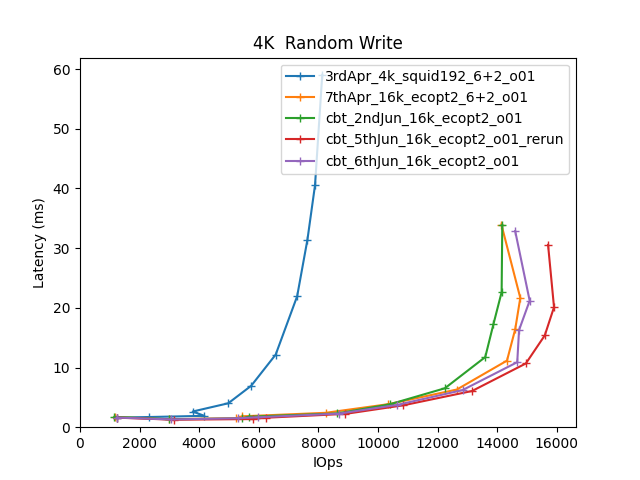 4K  Random Write
3rdApr_4k_squid192_6+2_o01
7thApr_16k_ecopt2_6+2_o01
cbt_2ndJun_16k_ecopt2_o01
cbt_5thJun_16k_ecopt2_o01_rerun
cbt_6thJun_16k_ecopt2_o01
Latency (ms)
60
50
40
30
20
10
0
0 2000 4000 6000 8000 10000 12000 14000 16000
IOps